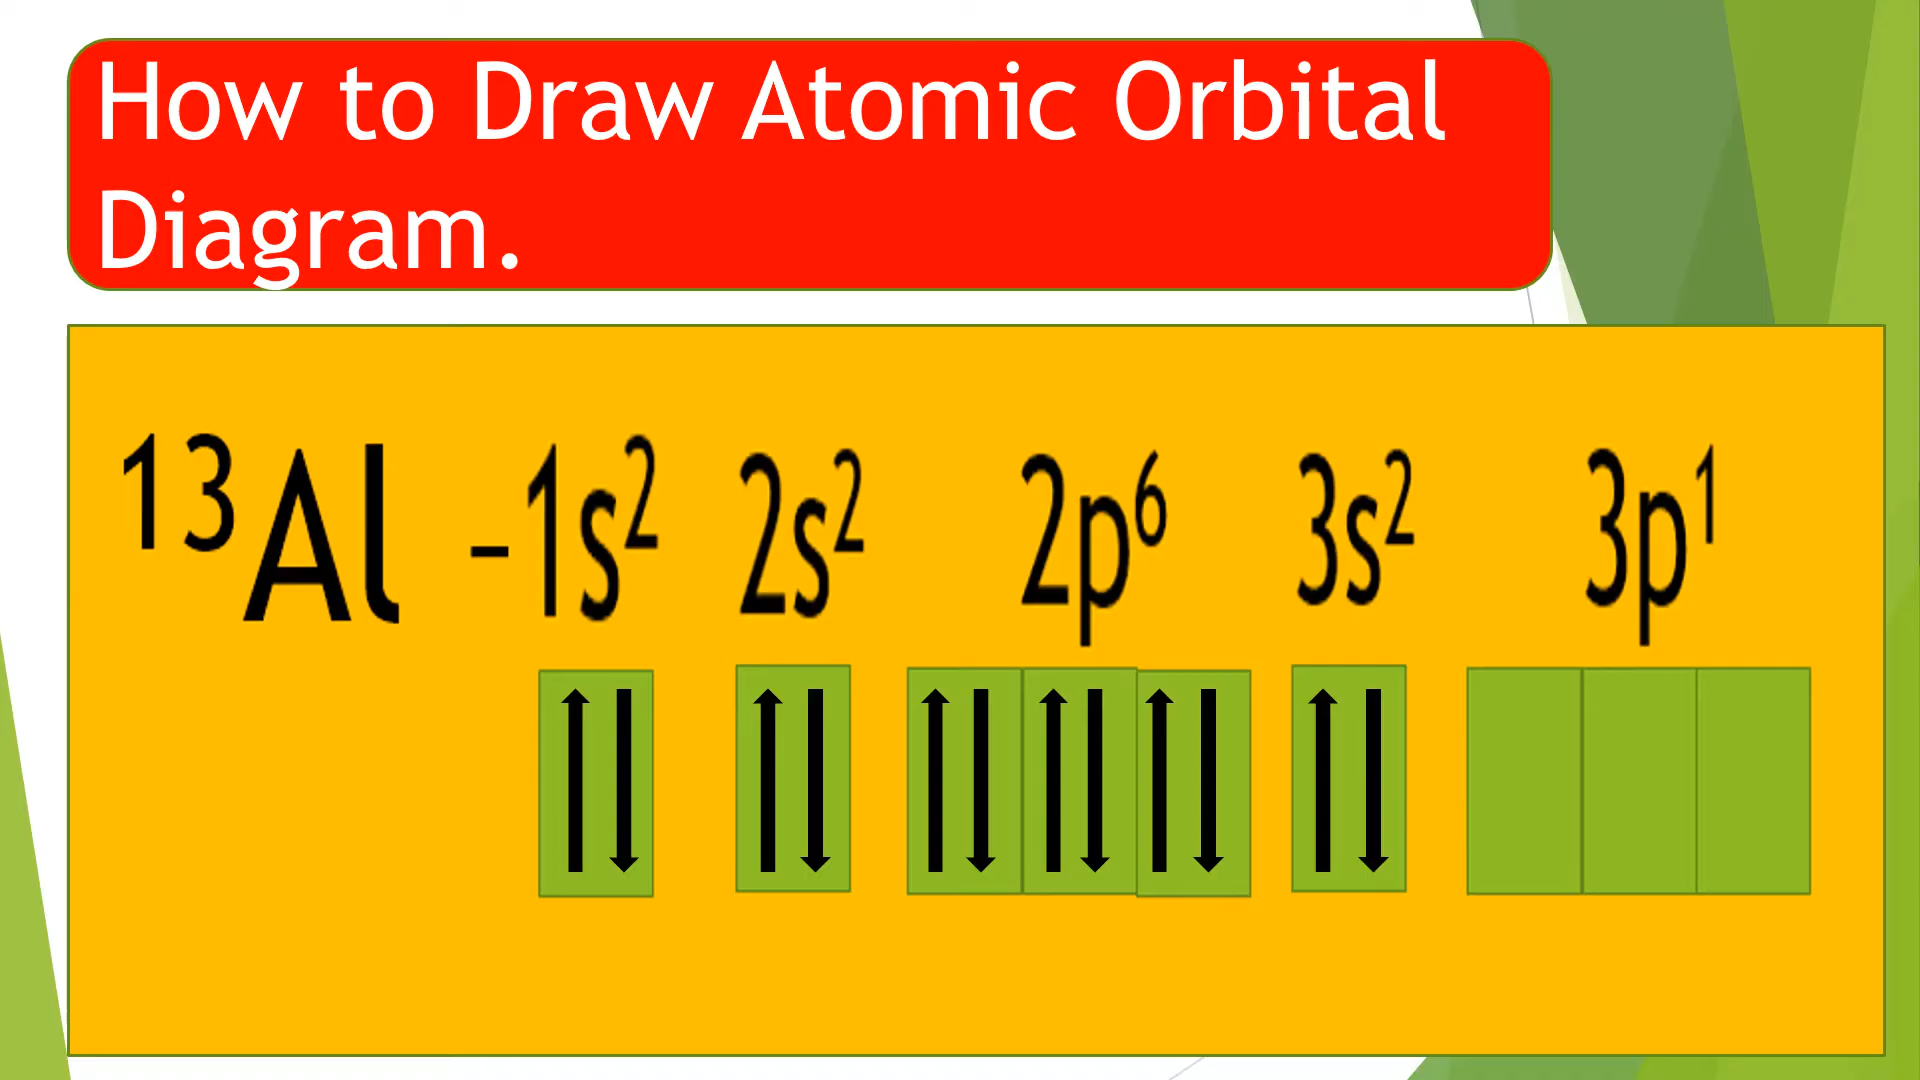 How to Draw Atomic Orbital
Diagram.
¹³Al -1s² 2s² 2p⁶ 3s² 3p¹